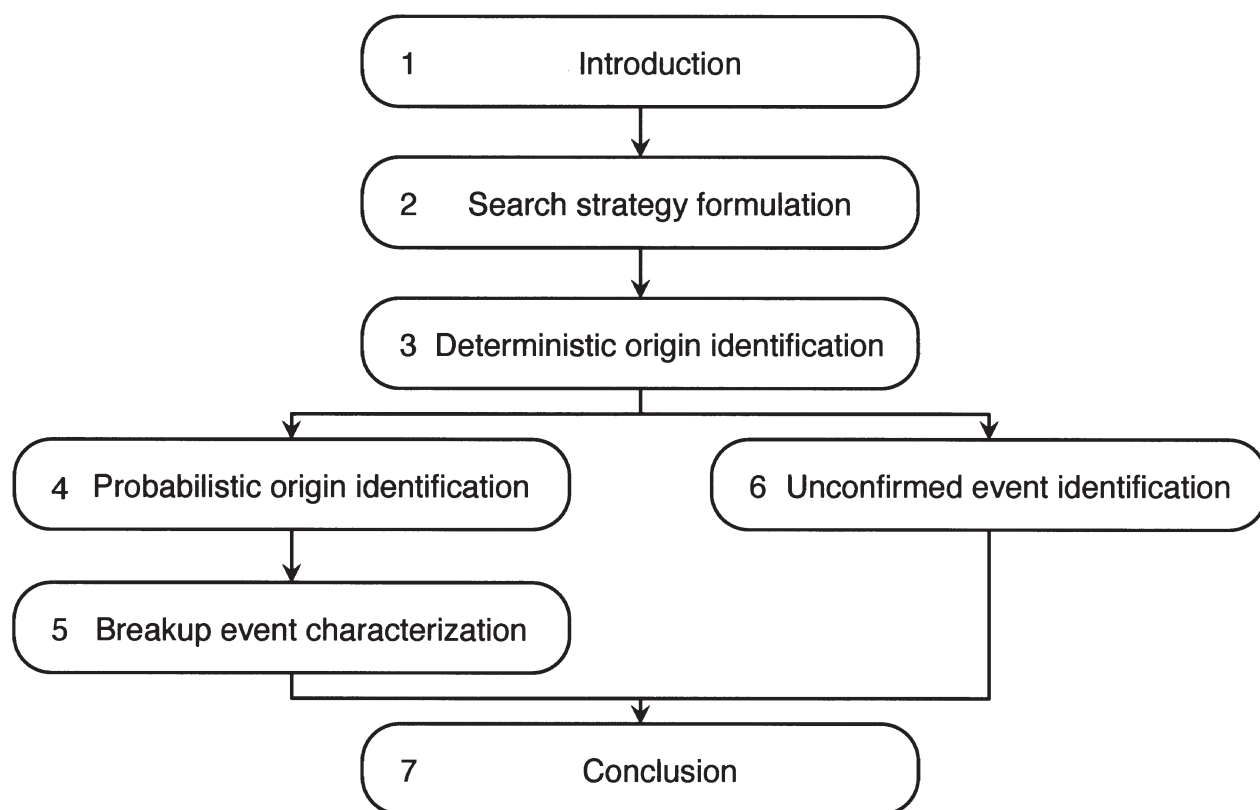 1 Introduction
2 Search strategy formulation
3 Deterministic origin identification
4 Probabilistic origin identification
6 Unconfirmed event identification
5 Breakup event characterization
7 Conclusion